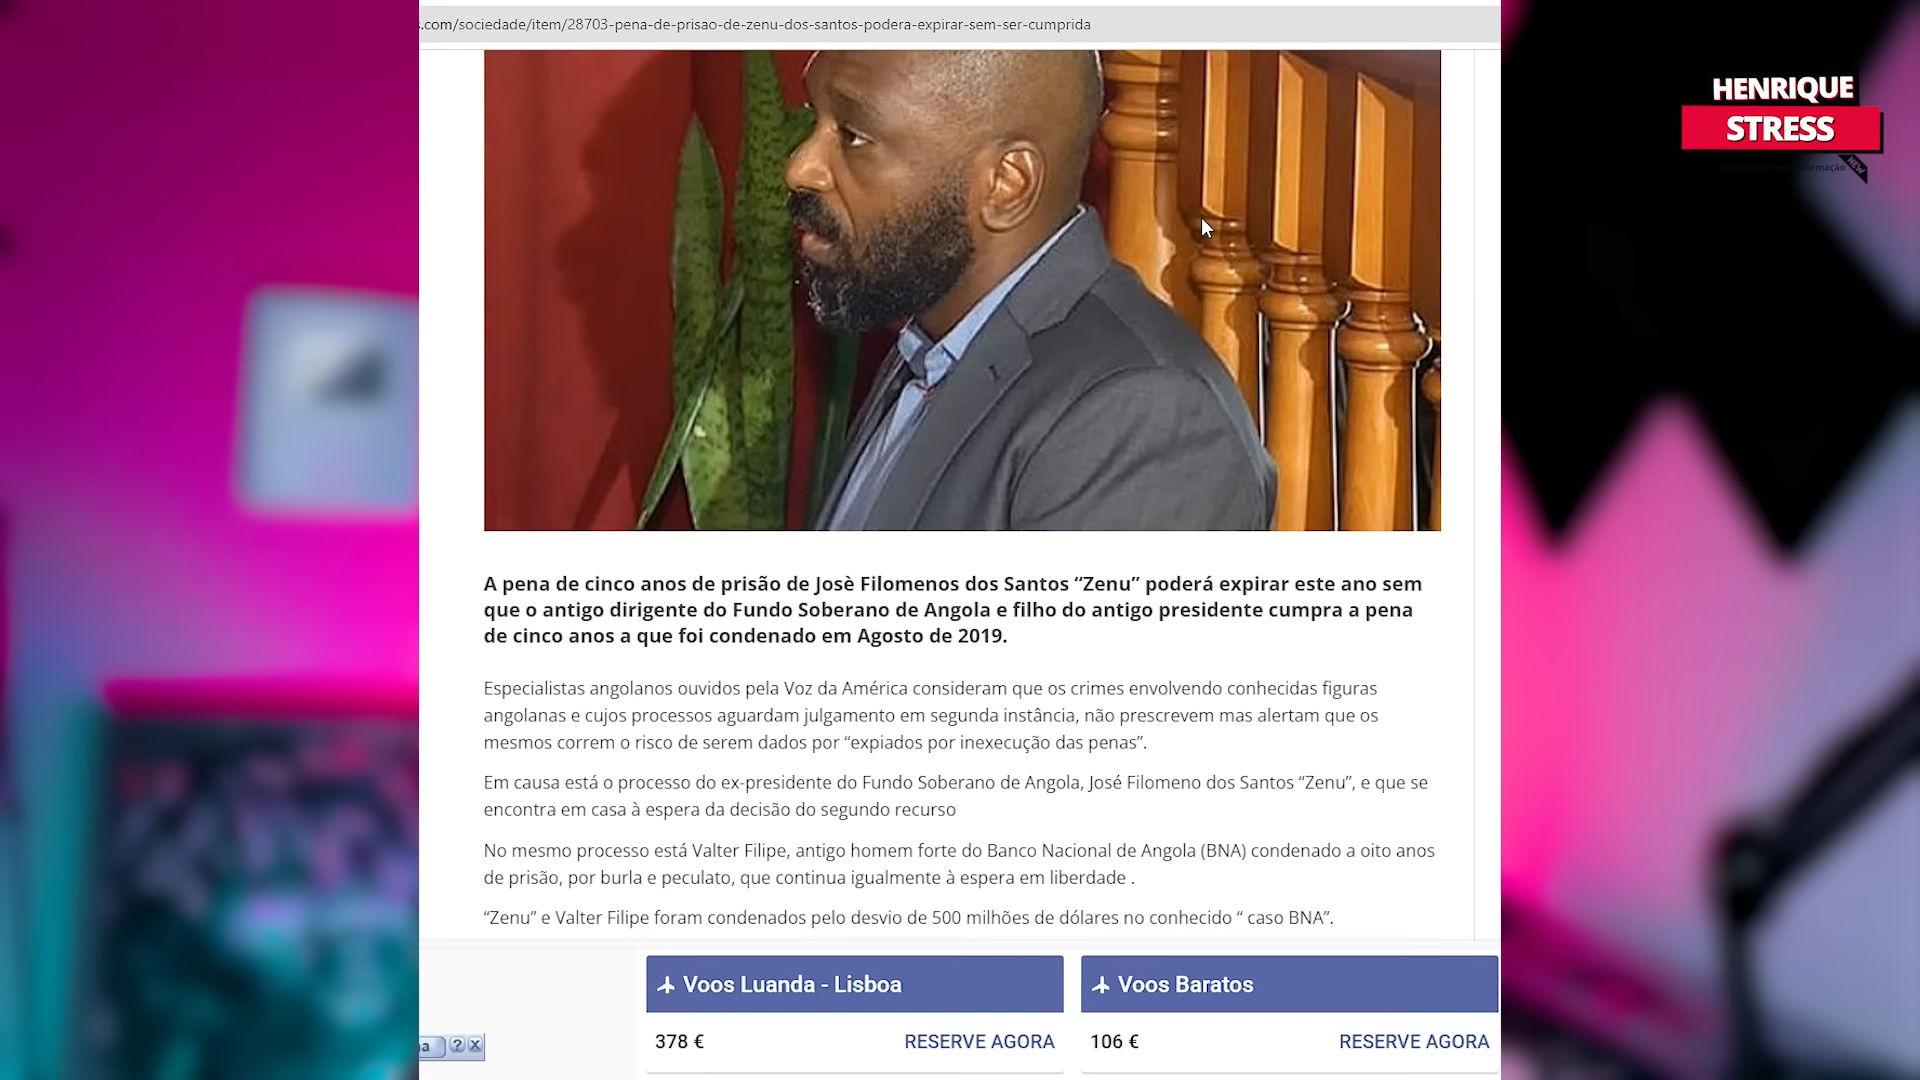 .com/sociedade/item/28703-pena-de-prisao-de-zenu-dos-santos-podera-expirar-sem-ser-cumprida
HENRIQUE
STRESS
NEW
A pena de cinco anos de prisão de Josè Filomenos dos Santos “Zenu” poderá expirar este ano sem
que o antigo dirigente do Fundo Soberano de Angola e filho do antigo presidente cumpra a pena
de cinco anos a que foi condenado em Agosto de 2019.
Especialistas angolanos ouvidos pela Voz da América consideram que os crimes envolvendo conhecidas figuras
angolanas e cujos processos aguardam julgamento em segunda instância, não prescrevem mas alertam que os
mesmos correm o risco de serem dados por “expiados por inexecução das penas”.
Em causa está o processo do ex-presidente do Fundo Soberano de Angola, José Filomeno dos Santos “Zenu”, e que se
encontra em casa à espera da decisão do segundo recurso
No mesmo processo está Valter Filipe, antigo homem forte do Banco Nacional de Angola (BNA) condenado a oito anos
de prisão, por burla e peculato, que continua igualmente à espera em liberdade .
“Zenu” e Valter Filipe foram condenados pelo desvio de 500 milhões de dólares no conhecido “ caso BNA”.
Voos Luanda - Lisboa
378 €
RESERVE AGORA
Voos Baratos
106 €
RESERVE AGORA